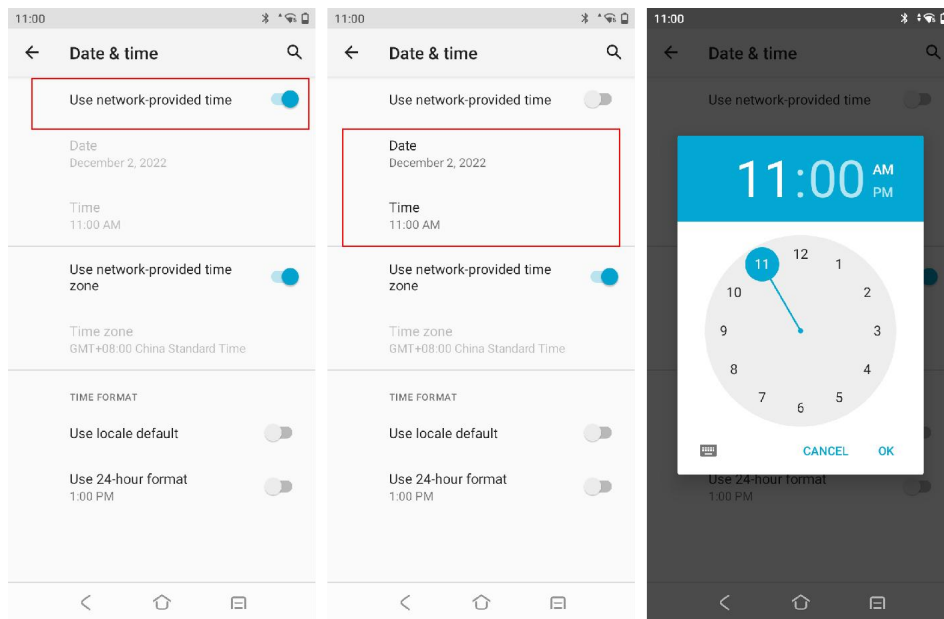 11:00
Date & time
Use network-provided time
Date
December 2, 2022
Time
11:00 AM
Use network-provided time
zone
Time zone
GMT+08:00 China Standard Time
TIME FORMAT
Use locale default
Use 24-hour format
1:00 PM
11:00
Date & time
Use network-provided time
Date
December 2, 2022
Time
11:00 AM
Use network-provided time
zone
Time zone
GMT+08:00 China Standard Time
TIME FORMAT
Use locale default
Use 24-hour format
1:00 PM
11:00
Date & time
Use network-provided time
11:00
AM
PM
12
1
2
3
4
5
6
7
8
9
10
11
CANCEL OK
Use 24-hour format
1:00 PM